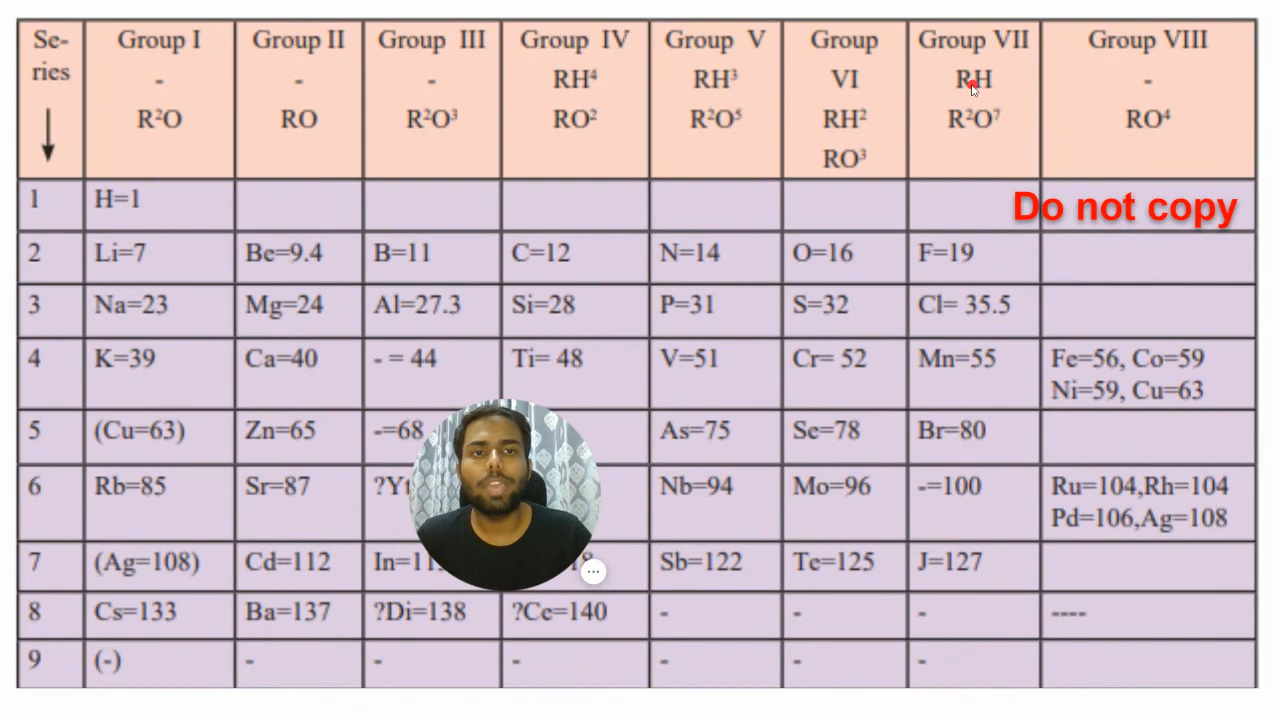 Se- Group I Group II Group III Group IV Group V Group Group VII Group VIII
ries - - - RH⁴ RH³ VI RH -
R²O RO R²O³ RO² R²O⁵ RH² R²O⁷ RO⁴
RO³
1 H=1
Do not copy
2 Li=7 Be=9.4 B=11 C=12 N=14 O=16 F=19
3 Na=23 Mg=24 Al=27.3 Si=28 P=31 S=32 Cl= 35.5
4 K=39 Ca=40 - = 44 Ti= 48 V=51 Cr= 52 Mn=55 Fe=56, Co=59
Ni=59, Cu=63
5 (Cu=63) Zn=65 -=68 As=75 Se=78 Br=80
6 Rb=85 Sr=87 Nb=94 Mo=96 -=100 Ru=104,Rh=104
Pd=106,Ag=108
7 (Ag=108) Cd=112 Sb=122 Te=125 J=127
8 Cs=133 Ba=137 ?Di=138 ?Ce=140 - - - ----
9 (-) - - - - - -